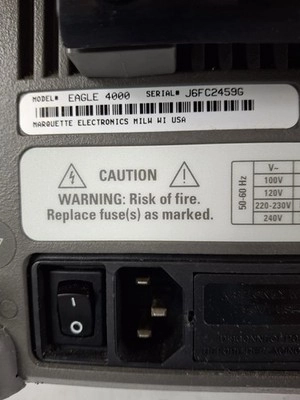 MODEL# EAGLE 4000 SERIAL# J6FC2459G
MARQUETTE ELECTRONICS MILW WI USA
CAUTION
WARNING: Risk of fire.
Replace fuse(s) as marked.
50-60 Hz
V~
100V
120V
220-230V
240V